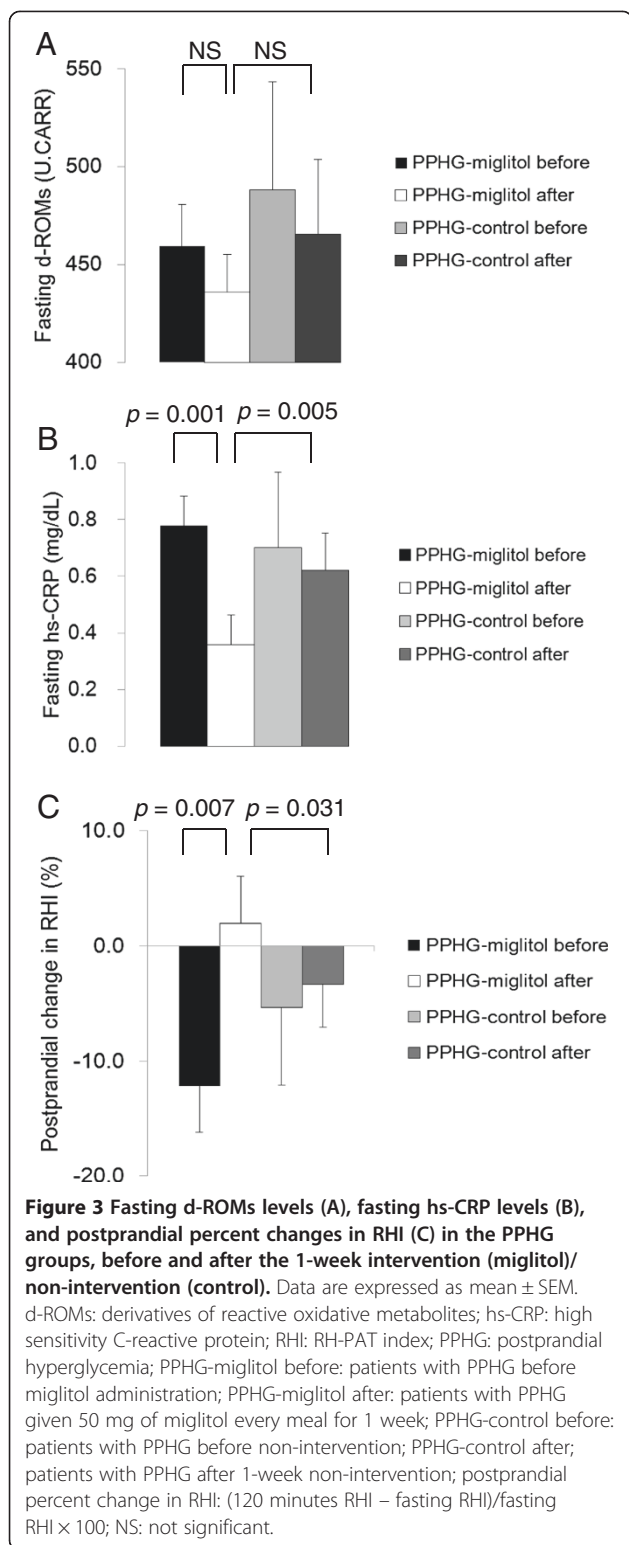 A
NS NS
550
500
450
400
Fasting d-ROMs (U.CARR)
PPHG-miglitol before
PPHG-miglitol after
PPHG-control before
PPHG-control after
p = 0.001 p = 0.005
B
1.0
0.8
0.6
0.4
0.2
0.0
Fasting hs-CRP (mg/dL)
PPHG-miglitol before
PPHG-miglitol after
PPHG-control before
PPHG-control after
C
p = 0.007 p = 0.031
10.0
0.0
-10.0
-20.0
Postprandial change in RHI (%)
PPHG-miglitol before
PPHG-miglitol after
PPHG-control before
PPHG-control after
Figure 3 Fasting d-ROMs levels (A), fasting hs-CRP levels (B),
and postprandial percent changes in RHI (C) in the PPHG
groups, before and after the 1-week intervention (miglitol)/
non-intervention (control). Data are expressed as mean ± SEM.
d-ROMs: derivatives of reactive oxidative metabolites; hs-CRP: high
sensitivity C-reactive protein; RHI: RH-PAT index; PPHG: postprandial
hyperglycemia; PPHG-miglitol before: patients with PPHG before
miglitol administration; PPHG-miglitol after: patients with PPHG
given 50 mg of miglitol every meal for 1 week; PPHG-control before:
patients with PPHG before non-intervention; PPHG-control after;
patients with PPHG after 1-week non-intervention; postprandial
percent change in RHI: (120 minutes RHI – fasting RHI)/fasting
RHI × 100; NS: not significant.